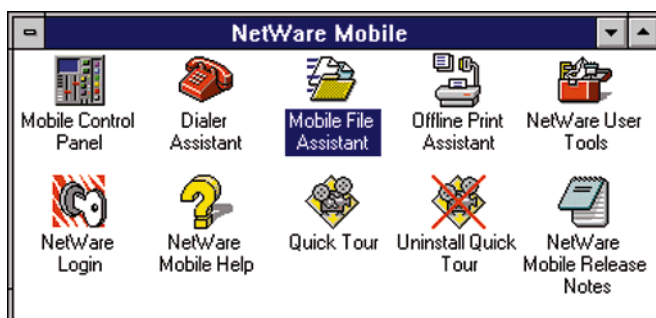 NetWare Mobile
Mobile Control
Panel
Dialer
Assistant
Mobile File
Assistant
Offline Print
Assistant
NetWare User
Tools
NetWare
Login
NetWare
Mobile Help
Quick Tour
Uninstall Quick
Tour
NetWare
Mobile Release
Notes